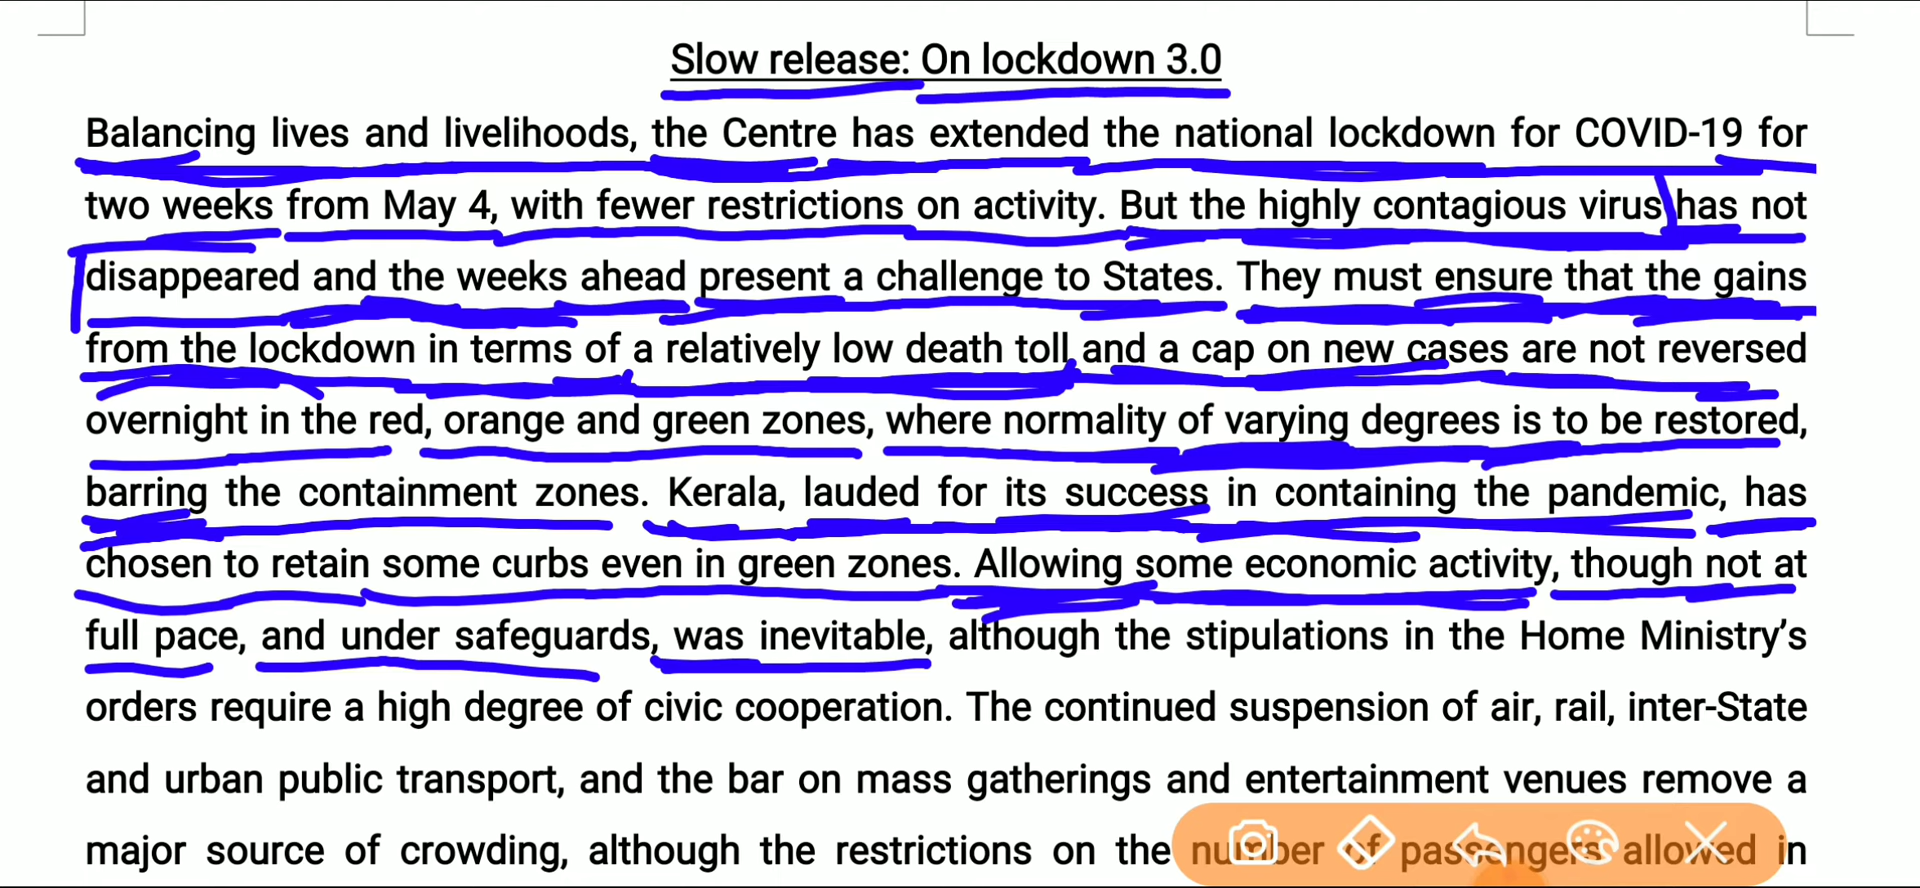 Slow release: On lockdown 3.0
Balancing lives and livelihoods, the Centre has extended the national lockdown for COVID-19 for
two weeks from May 4, with fewer restrictions on activity. But the highly contagious virus has not
disappeared and the weeks ahead present a challenge to States. They must ensure that the gains
from the lockdown in terms of a relatively low death toll and a cap on new cases are not reversed
overnight in the red, orange and green zones, where normality of varying degrees is to be restored,
barring the containment zones. Kerala, lauded for its success in containing the pandemic, has
chosen to retain some curbs even in green zones. Allowing some economic activity, though not at
full pace, and under safeguards, was inevitable, although the stipulations in the Home Ministry’s
orders require a high degree of civic cooperation. The continued suspension of air, rail, inter-State
and urban public transport, and the bar on mass gatherings and entertainment venues remove a
major source of crowding, although the restrictions on the number of passengers allowed in